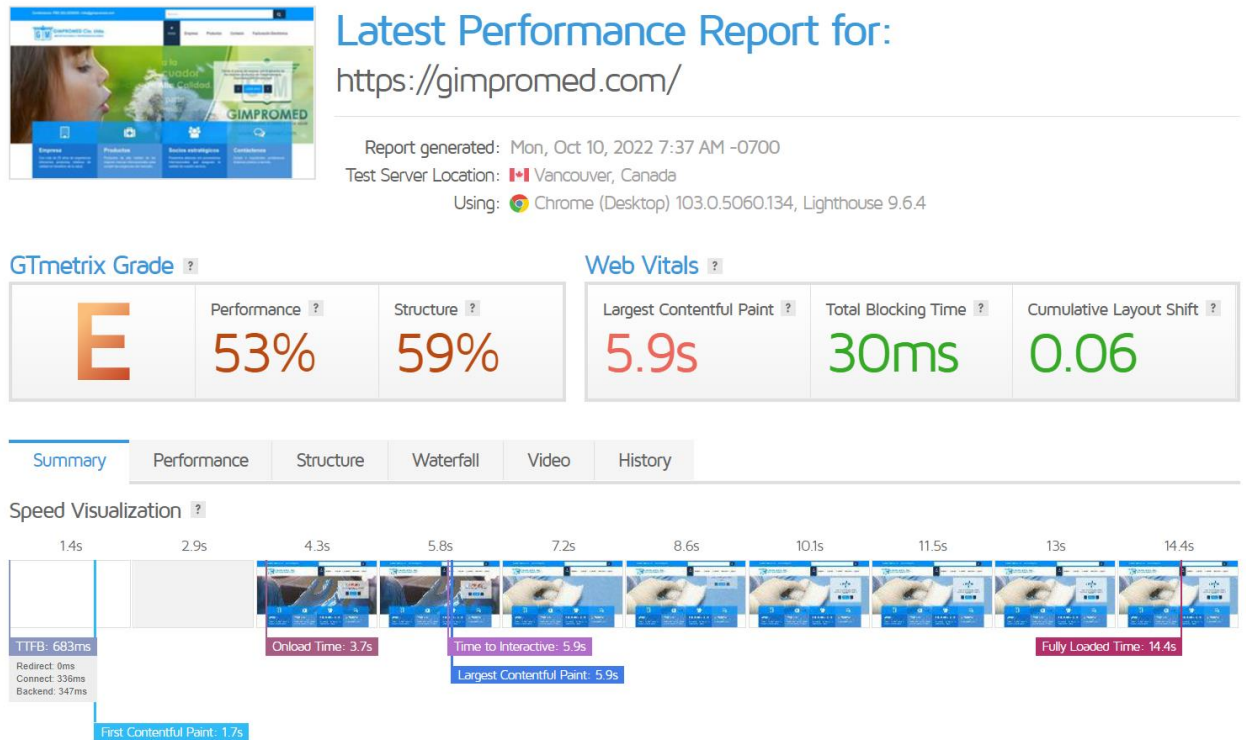 GIMPROMED Cía. Ltda.
GIMPROMED
Empresa
Productos
Socios estratégicos
Contáctenos
Latest Performance Report for:
https://gimpromed.com/
Report generated: Mon, Oct 10, 2022 7:37 AM -0700
Test Server Location: Vancouver, Canada
Using: Chrome (Desktop) 103.0.5060.134, Lighthouse 9.6.4
GTmetrix Grade ?
Web Vitals ?
E
Performance ?
53%
Structure ?
59%
Largest Contentful Paint ?
5.9s
Total Blocking Time ?
30ms
Cumulative Layout Shift ?
0.06
Summary Performance Structure Waterfall Video History
Speed Visualization ?
1.4s 2.9s 4.3s 5.8s 7.2s 8.6s 10.1s 11.5s 13s 14.4s
TTFB: 683ms
Redirect: 0ms
Connect: 336ms
Backend: 347ms
Onload Time: 3.7s
Time to Interactive: 5.9s
Fully Loaded Time: 14.4s
Largest Contentful Paint: 5.9s
First Contentful Paint: 1.7s